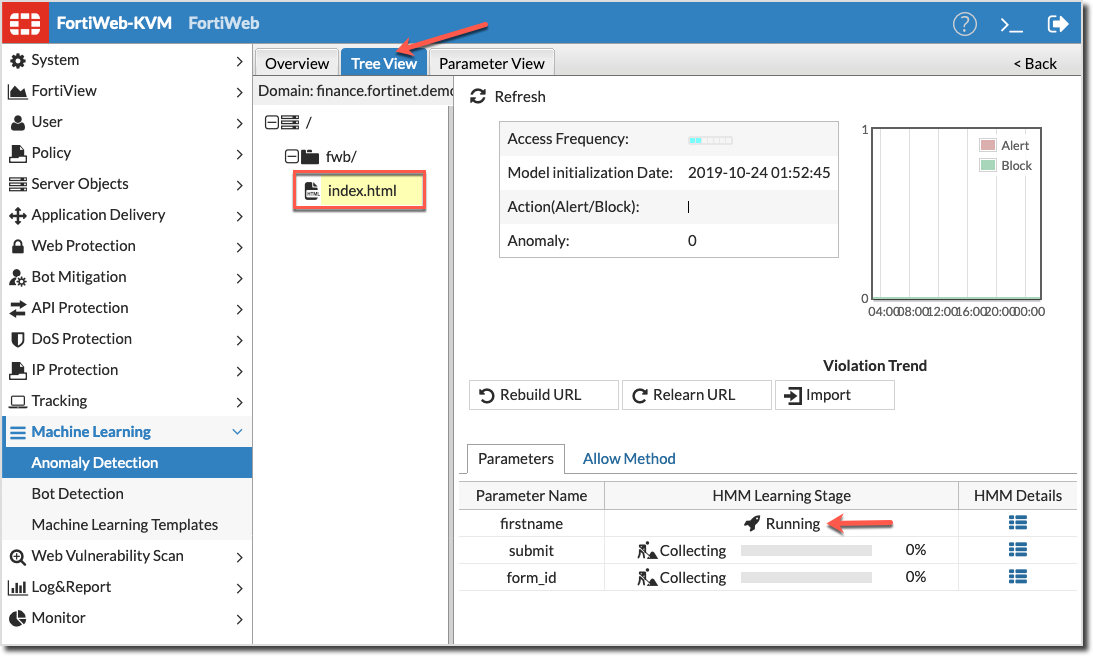 FortiWeb-KVM FortiWeb
System
FortiView
User
Policy
Server Objects
Application Delivery
Web Protection
Bot Mitigation
API Protection
DoS Protection
IP Protection
Tracking
Machine Learning
Anomaly Detection
Bot Detection
Machine Learning Templates
Web Vulnerability Scan
Log&Report
Monitor
Overview Tree View Parameter View < Back
Domain: finance.fortinet.demo
/
fwb/
index.html
Refresh
Access Frequency:
Model initialization Date: 2019-10-24 01:52:45
Action(Alert/Block): |
Anomaly: 0
1
Alert
Block
0
04:00 08:00 12:00 16:00 20:00 00:00
Violation Trend
Rebuild URL Relearn URL Import
Parameters Allow Method
Parameter Name HMM Learning Stage HMM Details
firstname Running
submit Collecting 0%
form_id Collecting 0%